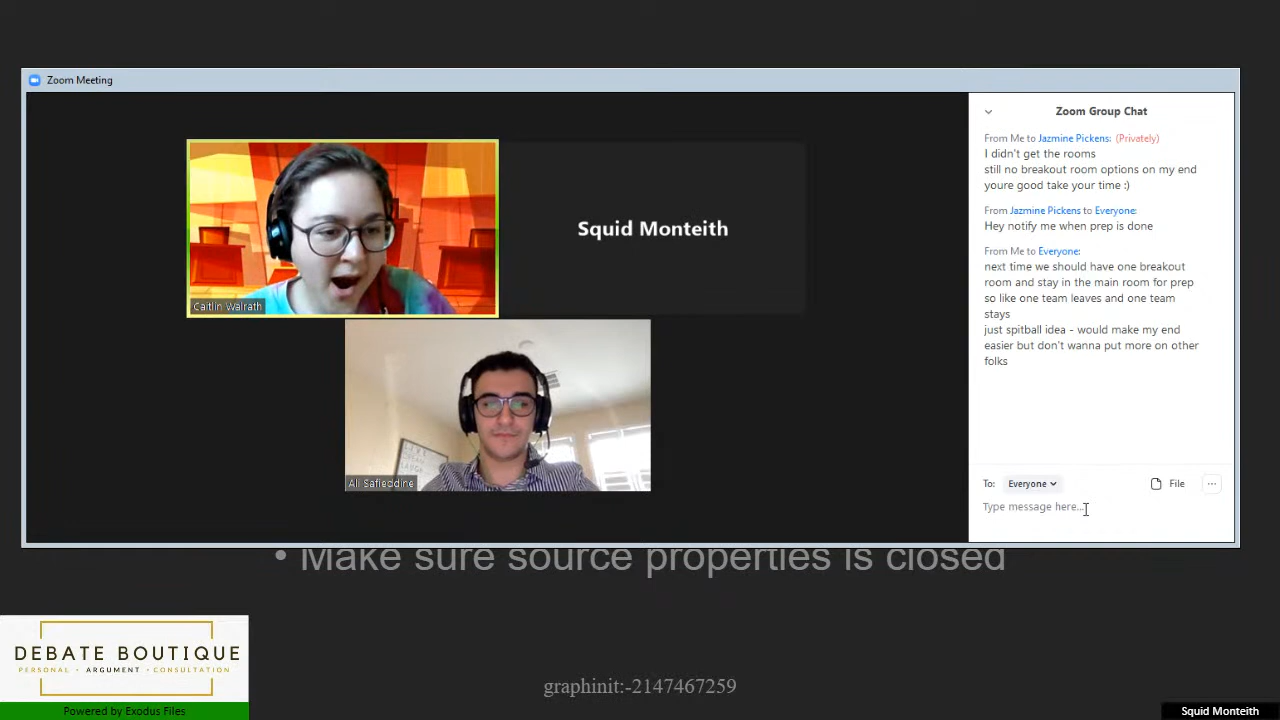 Zoom Meeting
Caitlin Walrath
Squid Monteith
Ali Safieddine
Zoom Group Chat
From Me to Jazmine Pickens: (Privately)
I didn't get the rooms
still no breakout room options on my end
youre good take your time :)
From Jazmine Pickens to Everyone:
Hey notify me when prep is done
From Me to Everyone:
next time we should have one breakout
room and stay in the main room for prep
so like one team leaves and one team
stays
just spitball idea - would make my end
easier but don't wanna put more on other
folks
To: Everyone File ...
Type message here...
• Make sure source properties is closed
DEBATE BOUTIQUE
PERSONAL • ARGUMENT • CONSULTATION
Powered by Exodus Files
graphinit:-2147467259
Squid Monteith